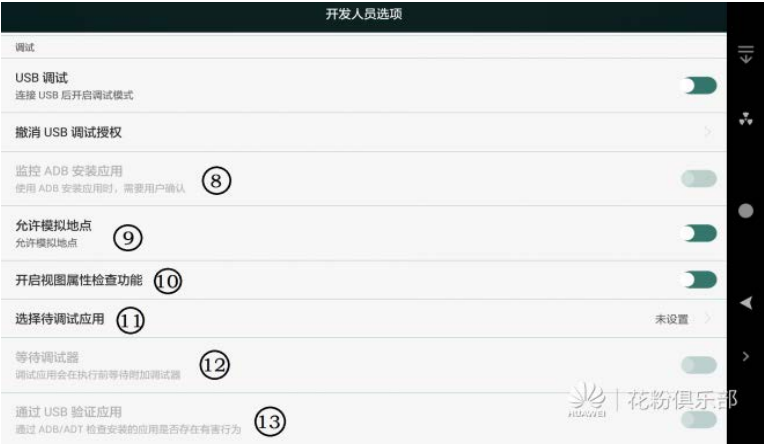 开发人员选项
调试
USB 调试
连接 USB 后开启调试模式
撤消 USB 调试授权
监控 ADB 安装应用
使用 ADB 安装应用时，需要用户确认
⑧
允许模拟地点
允许模拟地点
⑨
开启视图属性检查功能 ⑩
选择待调试应用 ⑪ 未设置
等待调试器
调试应用会在执行前等待附加调试器
⑫
通过 USB 验证应用
通过 ADB/ADT 检查安装的应用是否存在有害行为
⑬
HUAWEI 花粉俱乐部